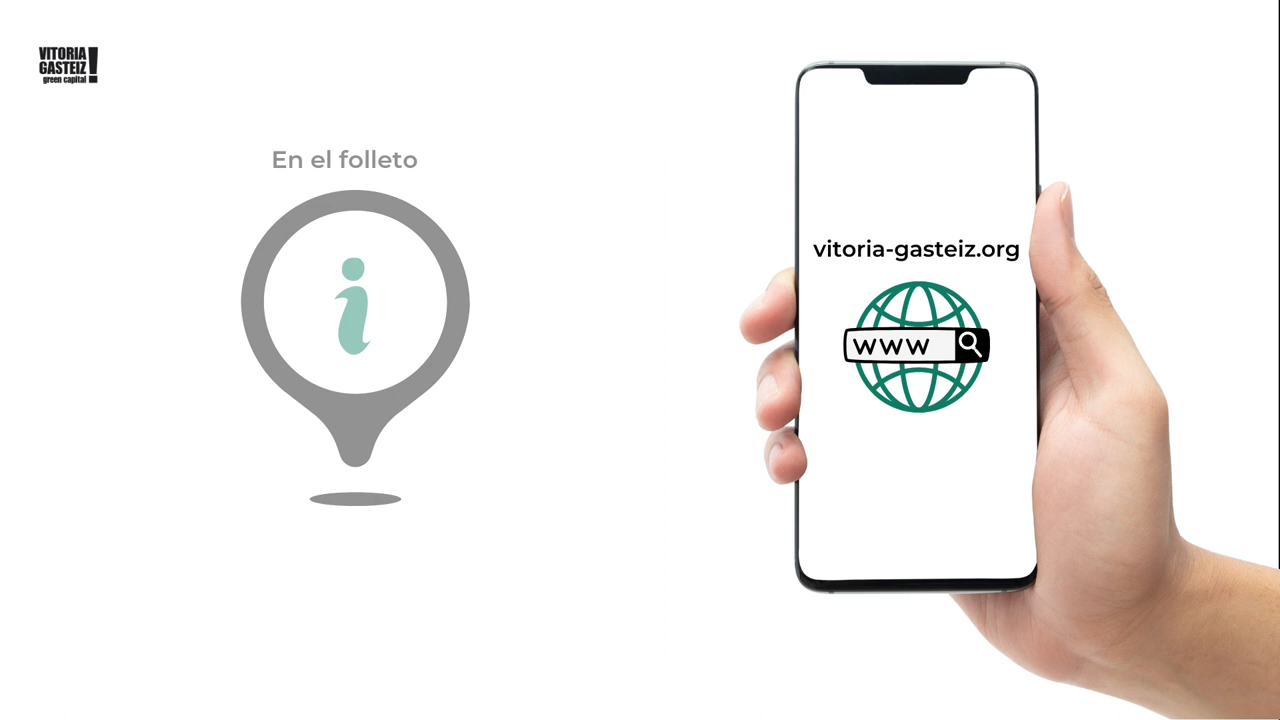 VITORIA
GASTEIZ !
green capital
En el folleto
i
vitoria-gasteiz.org
WWW